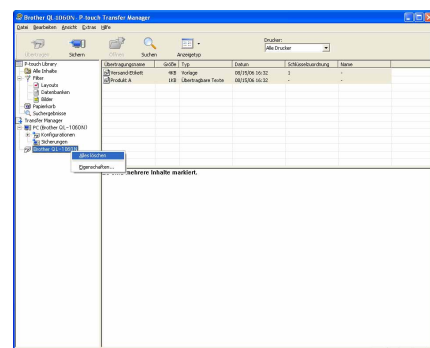 Brother QL-1060N - P-touch Transfer Manager
Datei Bearbeiten Ansicht Extras Hilfe
Übertragen Sichern Öffnen Suchen Anzeigetyp
Drucker:
Alle Drucker
P-touch Library
Alle Inhalte
Filter
Layouts
Datenbanken
Bilder
Papierkorb
Suchergebnisse
Transfer Manager
PC (Brother QL-1060N)
Konfigurationen
Sicherungen
Brother QL-1060N
Alles löschen
Eigenschaften...
Übertragungsname Größe Typ Datum Schlüsselzuordnung Name
Versand Etikett 4KB Vorlage 08/15/06 16:32 1 -
Produkt A 1KB Übertragbare Texte 08/15/06 16:32 - -
mehrere Inhalte markiert.